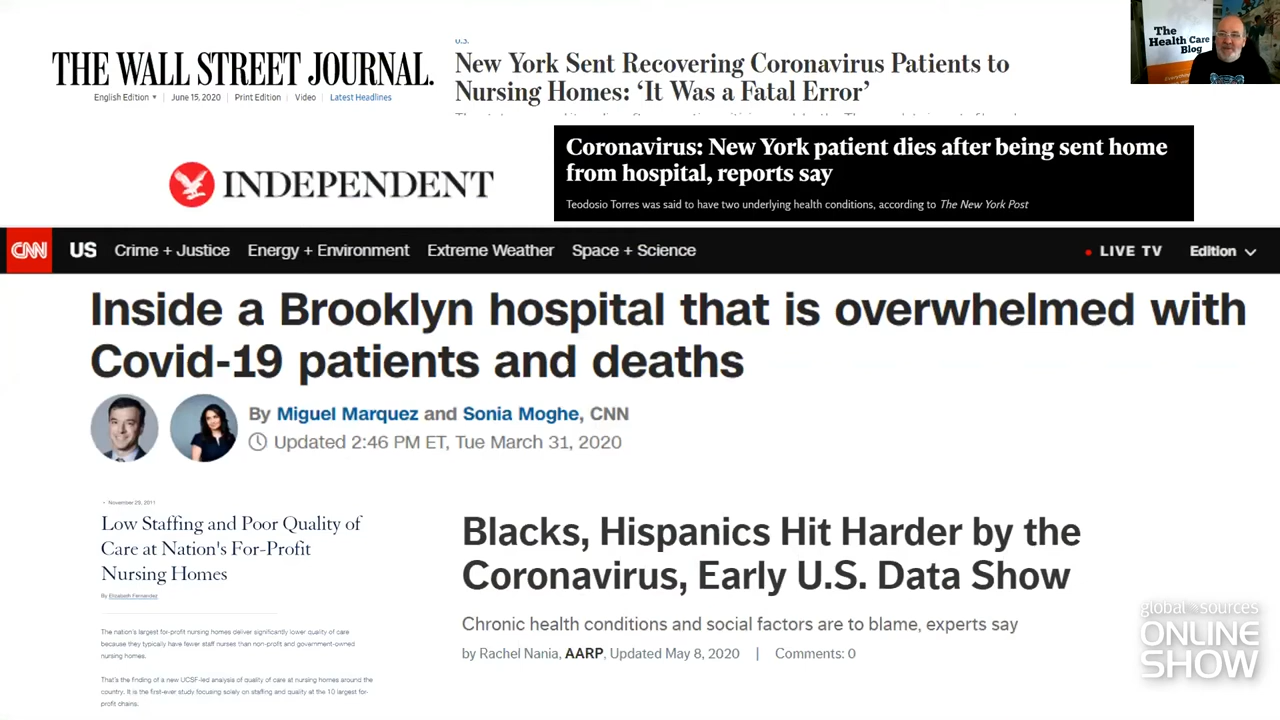 The
Health Care
Blog
THE WALL STREET JOURNAL.
English Edition
June 15, 2020
Print Edition
Video
Latest Headlines
U.S.
New York Sent Recovering Coronavirus Patients to
Nursing Homes: ‘It Was a Fatal Error’
INDEPENDENT
Coronavirus: New York patient dies after being sent home
from hospital, reports say
Teodosio Torres was said to have two underlying health conditions, according to The New York Post
CNN US Crime + Justice Energy + Environment Extreme Weather Space + Science
LIVE TV Edition
Inside a Brooklyn hospital that is overwhelmed with
Covid-19 patients and deaths
By Miguel Marquez and Sonia Moghe, CNN
Updated 2:46 PM ET, Tue March 31, 2020
November 29, 2011
Low Staffing and Poor Quality of
Care at Nation's For-Profit
Nursing Homes
By Elizabeth Fernandez
The nation's largest for-profit nursing homes deliver significantly lower quality of care
because they typically have fewer staff nurses than non-profit and government-owned
nursing homes.
That's the finding of a new UCSF-led analysis of quality of care at nursing homes around the
country. It is the first-ever study focusing solely on staffing and quality at the 10 largest for-
profit chains.
Blacks, Hispanics Hit Harder by the
Coronavirus, Early U.S. Data Show
Chronic health conditions and social factors are to blame, experts say
by Rachel Nania, AARP, Updated May 8, 2020 | Comments: 0
global sources
ONLINE
SHOW